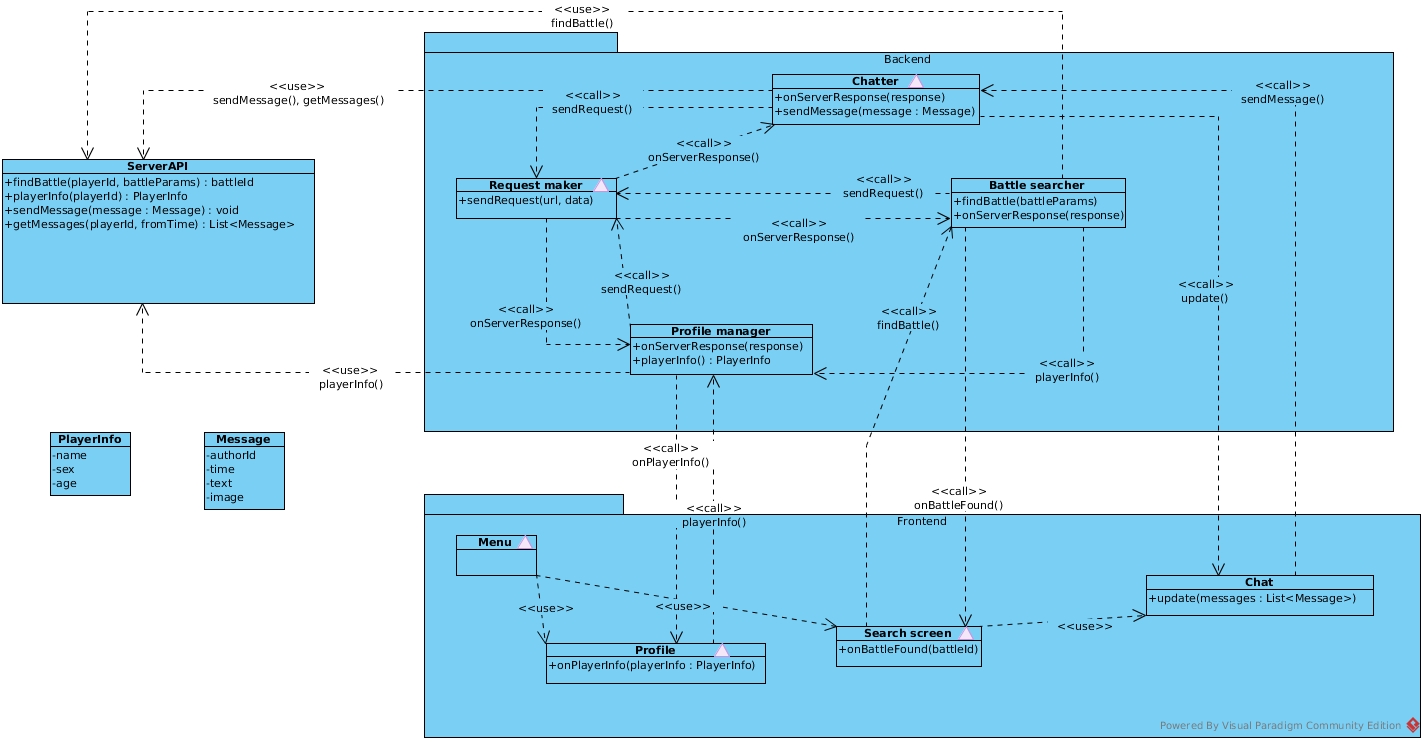 <<use>>
findBattle()
Backend
<<use>>
sendMessage(), getMessages()
<<call>>
sendRequest()
Chatter
+onServerResponse(response)
+sendMessage(message : Message)
<<call>>
sendMessage()
<<call>>
onServerResponse()
ServerAPI
+findBattle(playerId, battleParams) : battleId
+playerInfo(playerId) : PlayerInfo
+sendMessage(message : Message) : void
+getMessages(playerId, fromTime) : List<Message>
Request maker
+sendRequest(url, data)
<<call>>
sendRequest()
Battle searcher
+findBattle(battleParams)
+onServerResponse(response)
<<call>>
onServerResponse()
<<call>>
sendRequest()
<<call>>
update()
<<call>>
onServerResponse()
<<call>>
findBattle()
Profile manager
+onServerResponse(response)
+playerInfo() : PlayerInfo
<<use>>
playerInfo()
<<call>>
playerInfo()
PlayerInfo
-name
-sex
-age
Message
-authorId
-time
-text
-image
<<call>>
onPlayerInfo()
<<call>>
playerInfo()
<<call>>
onBattleFound()
Frontend
Menu
<<use>>
<<use>>
Chat
+update(messages : List<Message>)
<<use>>
Search screen
+onBattleFound(battleId)
Profile
+onPlayerInfo(playerInfo : PlayerInfo)
Powered By Visual Paradigm Community Edition